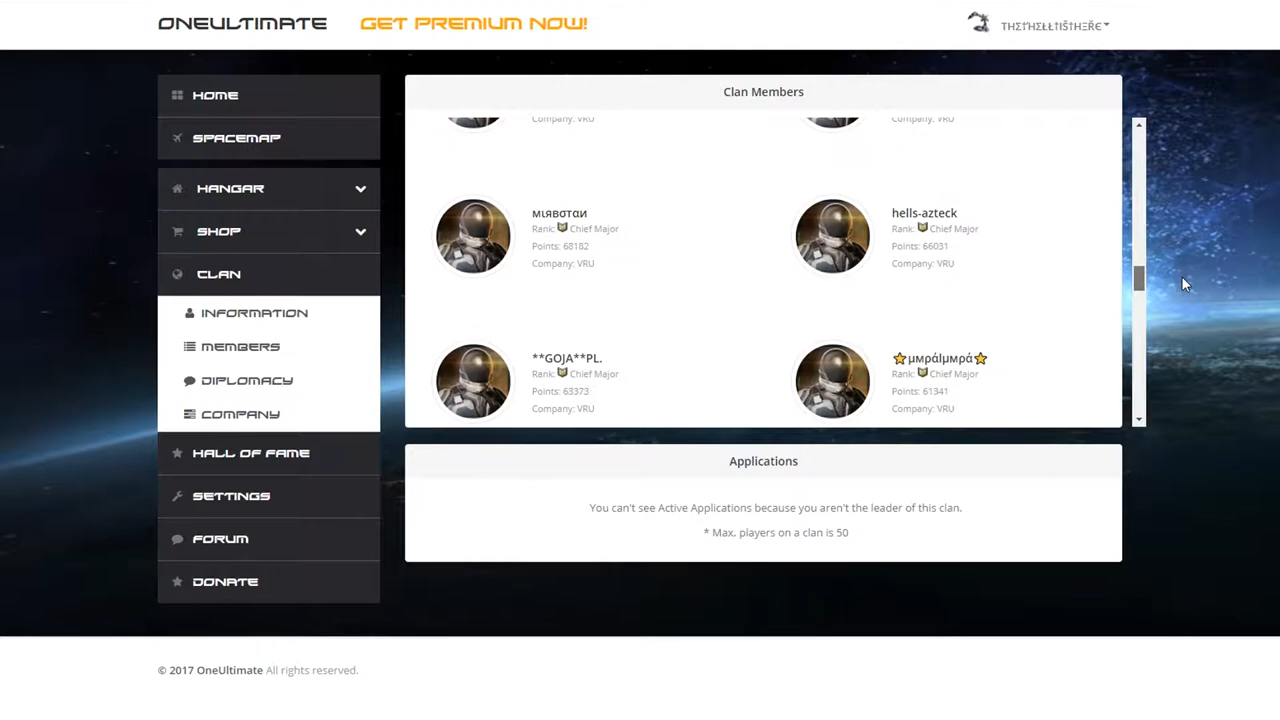 ONEULTIMATE
GET PREMIUM NOW!
HOME
SPACEMAP
HANGAR
SHOP
CLAN
INFORMATION
MEMBERS
DIPLOMACY
COMPANY
HALL OF FAME
SETTINGS
FORUM
DONATE
Clan Members
Company: VRU
Company: VRU
мιявσтαи
Rank: Chief Major
Points: 68182
Company: VRU
hells-azteck
Rank: Chief Major
Points: 66031
Company: VRU
**GOJA**PL.
Rank: Chief Major
Points: 63373
Company: VRU
⭐μмράlμмρά⭐
Rank: Chief Major
Points: 61341
Company: VRU
Applications
You can't see Active Applications because you aren't the leader of this clan.
* Max. players on a clan is 50
© 2017 OneUltimate All rights reserved.